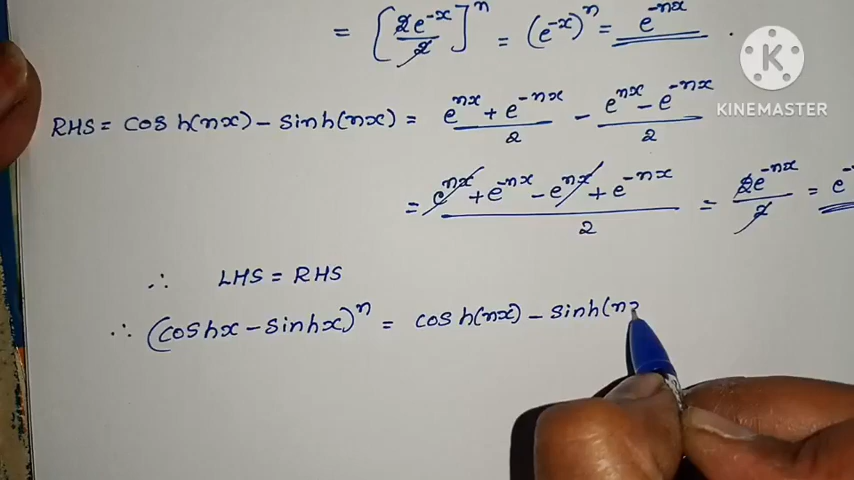 = [2e^-x/2]^n = (e^-x)^n = e^-nx.
KINEMASTER
RHS = cosh(nx) - sinh(nx) = e^nx + e^-nx/2 - e^nx - e^-nx/2
= e^nx + e^-nx - e^nx + e^-nx/2 = 2e^-nx/2 = e^-
∴ LHS = RHS
∴ (coshx - sinhx)^n = cosh(nx) - sinh(nx